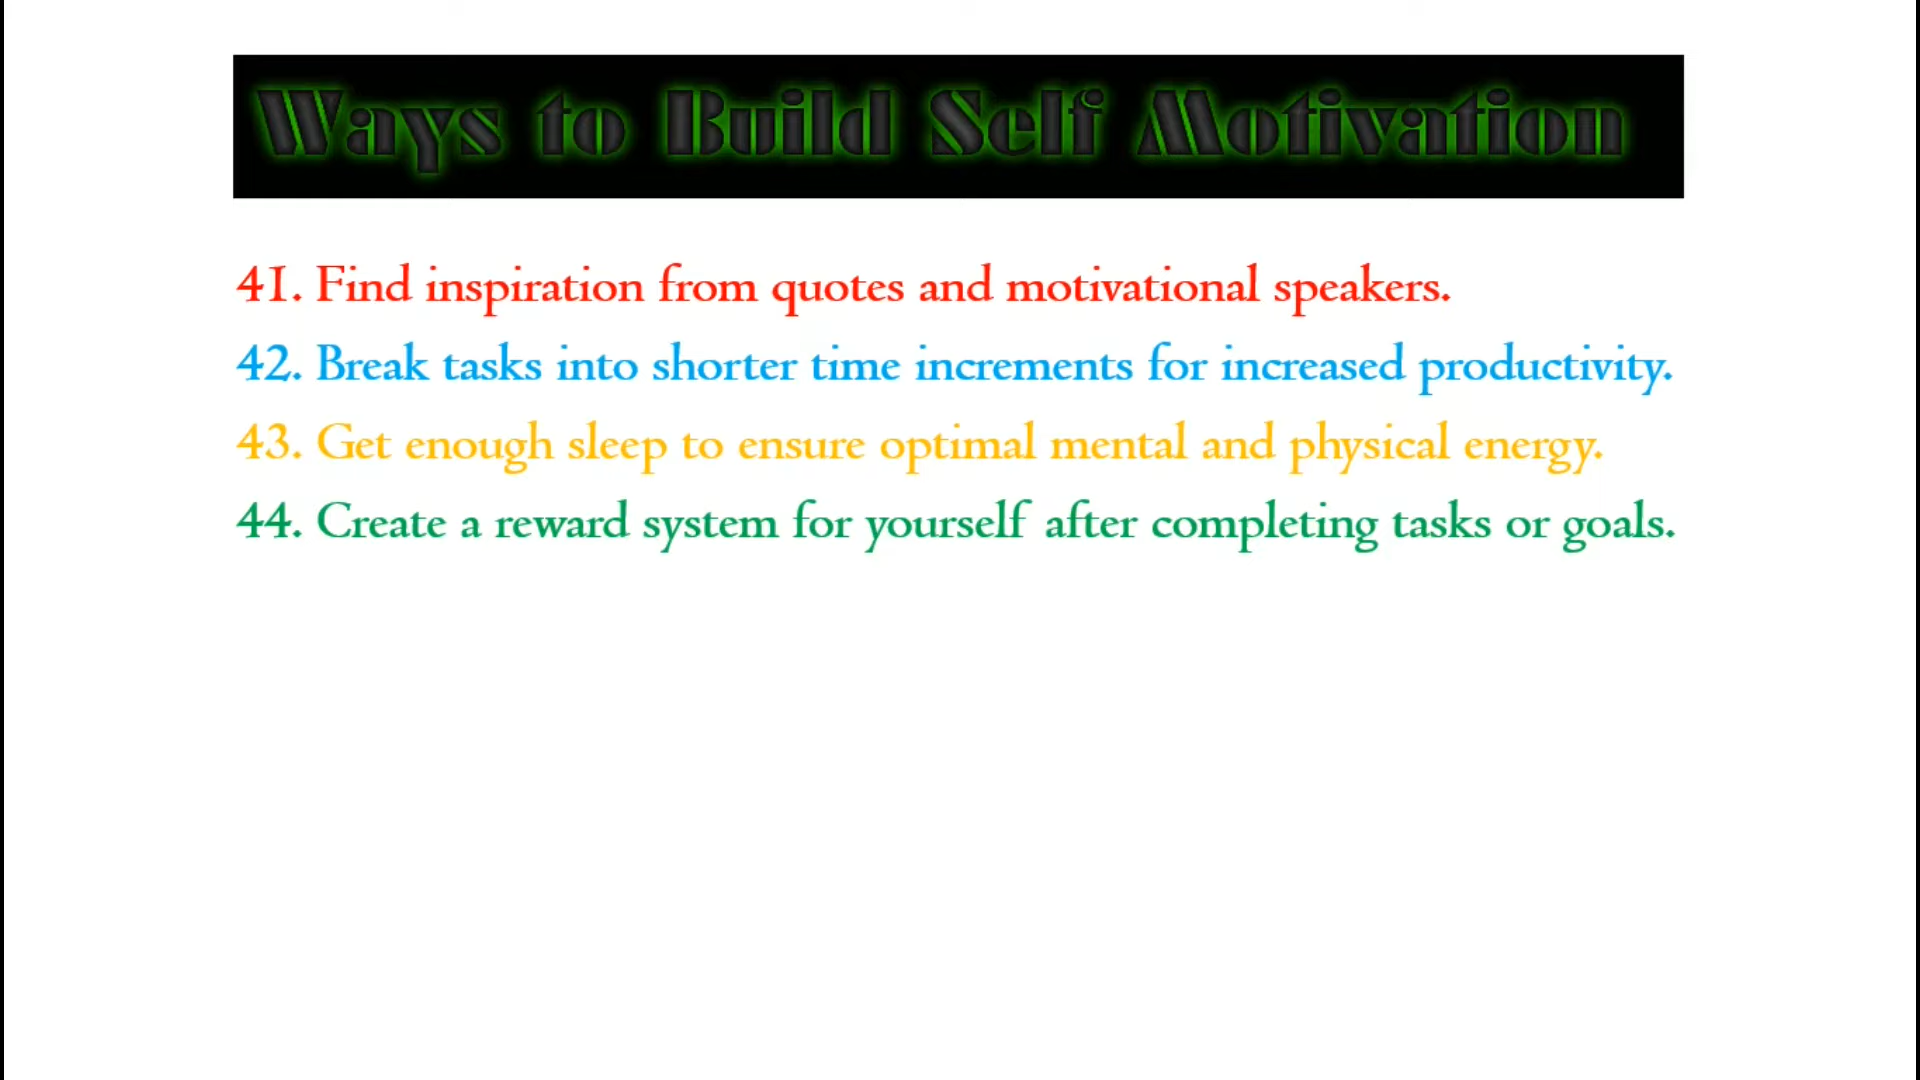 Ways to Build Self Motivation
41. Find inspiration from quotes and motivational speakers.
42. Break tasks into shorter time increments for increased productivity.
43. Get enough sleep to ensure optimal mental and physical energy.
44. Create a reward system for yourself after completing tasks or goals.